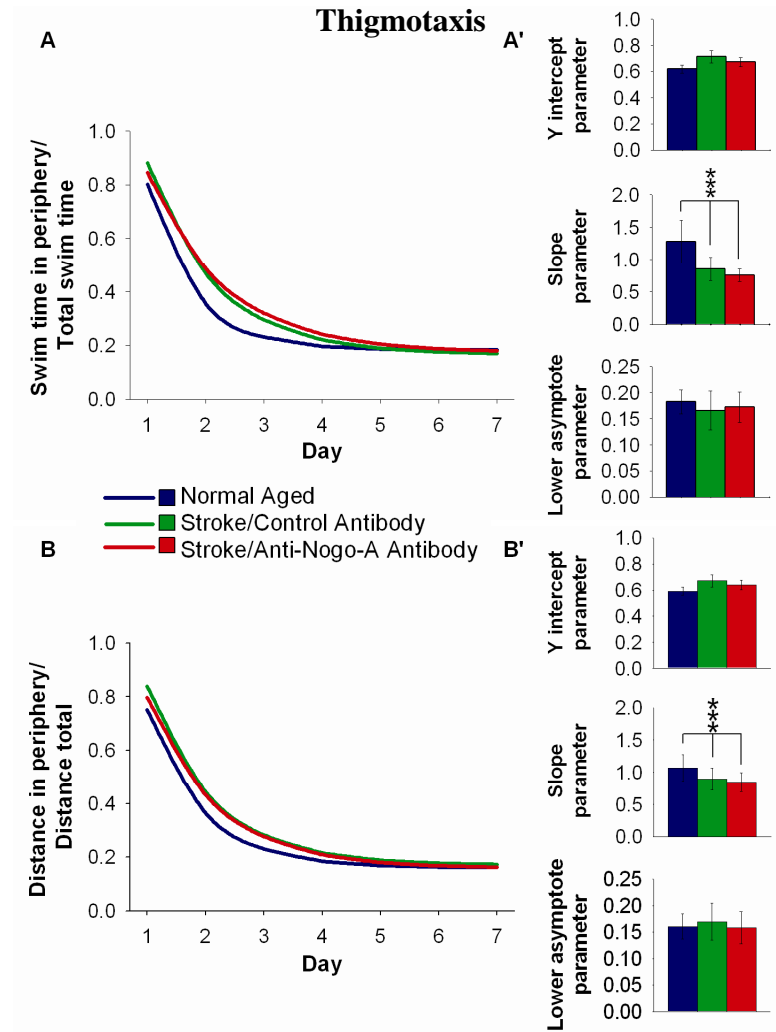 Thigmotaxis
A
Swim time in periphery/
Total swim time
1.0
0.8
0.6
0.4
0.2
0.0
1 2 3 4 5 6 7
Day
A'
Y intercept
parameter
1.0
0.8
0.6
0.4
0.2
0.0
Slope
parameter
2.0
1.5
1.0
0.5
0.0
***
Lower asymptote
parameter
0.25
0.20
0.15
0.10
0.05
0.00
Normal Aged
Stroke/Control Antibody
Stroke/Anti-Nogo-A Antibody
B
Distance in periphery/
Distance total
1.0
0.8
0.6
0.4
0.2
0.0
1 2 3 4 5 6 7
Day
B'
Y intercept
parameter
1.0
0.8
0.6
0.4
0.2
0.0
Slope
parameter
2.0
1.5
1.0
0.5
0.0
***
Lower asymptote
parameter
0.25
0.20
0.15
0.10
0.05
0.00